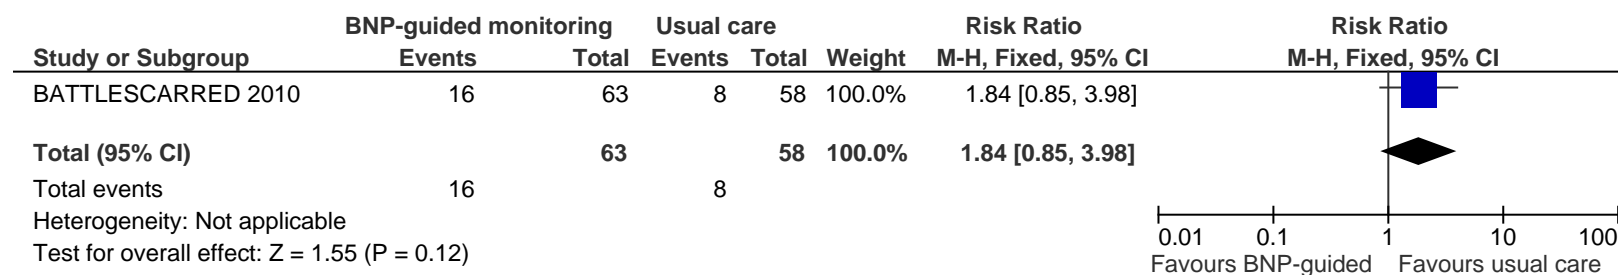 BNP-guided monitoring Usual care Risk Ratio Risk Ratio
Study or Subgroup Events Total Events Total Weight M-H, Fixed, 95% CI M-H, Fixed, 95% CI
BATTLESCARRED 2010 16 63 8 58 100.0% 1.84 [0.85, 3.98]
Total (95% CI) 63 58 100.0% 1.84 [0.85, 3.98]
Total events 16 8
Heterogeneity: Not applicable
Test for overall effect: Z = 1.55 (P = 0.12)
0.01 0.1 1 10 100
Favours BNP-guided Favours usual care